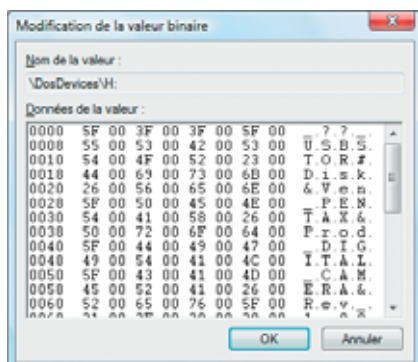 Modification de la valeur binaire
Nom de la valeur :
\DosDevices\H:
Données de la valeur :
0000 5F 00 3F 00 3F 00 5F 00 _.?.?._.
0008 55 00 53 00 42 00 53 00 U.S.B.S.
0010 54 00 4F 00 52 00 23 00 T.O.R.#.
0018 44 00 69 00 73 00 6B 00 D.i.s.k.
0020 26 00 56 00 65 00 6E 00 &.V.e.n.
0028 5F 00 50 00 45 00 4E 00 _.P.E.N.
0030 54 00 41 00 58 00 26 00 T.A.X.&.
0038 50 00 72 00 6F 00 64 00 P.r.o.d.
0040 5F 00 44 00 49 00 47 00 _.D.I.G.
0048 49 00 54 00 41 00 4C 00 I.T.A.L.
0050 5F 00 43 00 41 00 4D 00 _.C.A.M.
0058 45 00 52 00 41 00 26 00 E.R.A.&.
0060 52 00 65 00 76 00 5F 00 R.e.v._.
OK Annuler